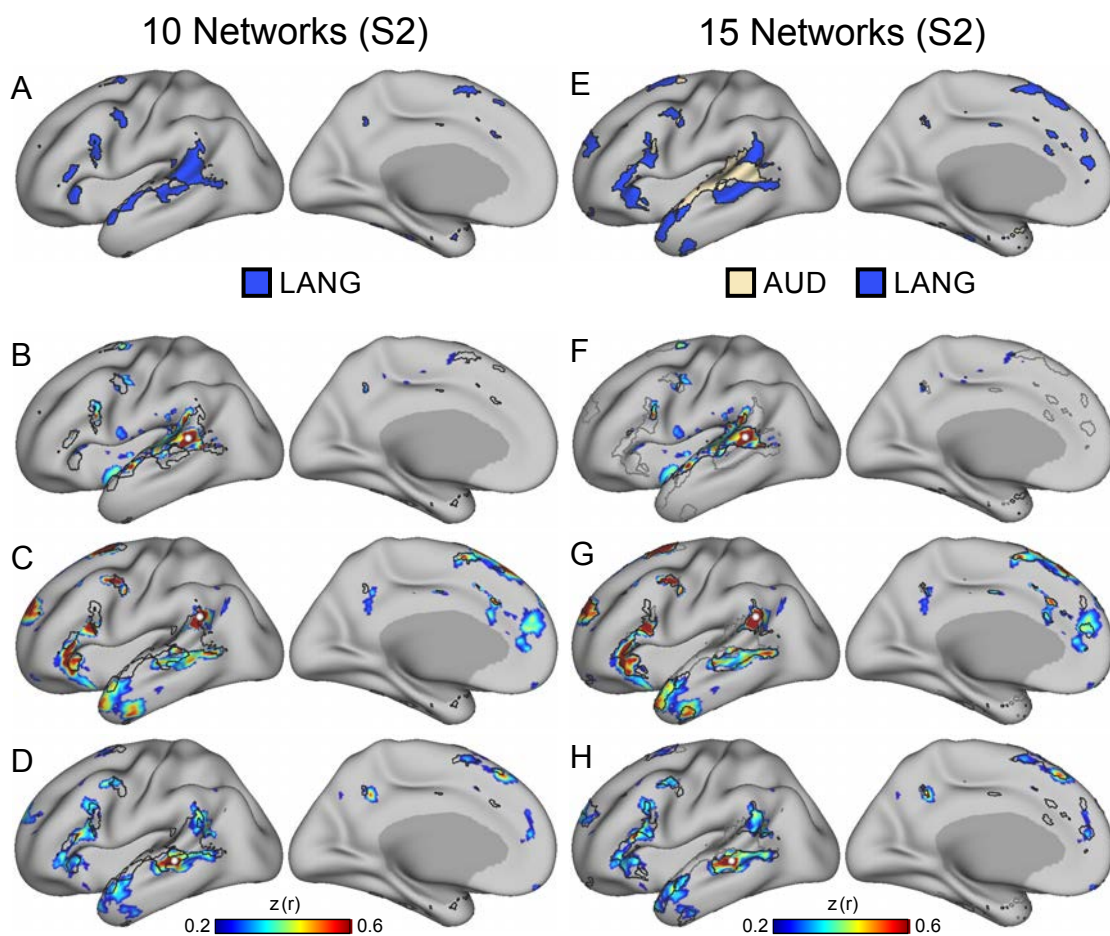 10 Networks (S2)
15 Networks (S2)
A
E
LANG
AUD
LANG
B
F
C
G
D
H
z(r)
0.2
0.6
z(r)
0.2
0.6